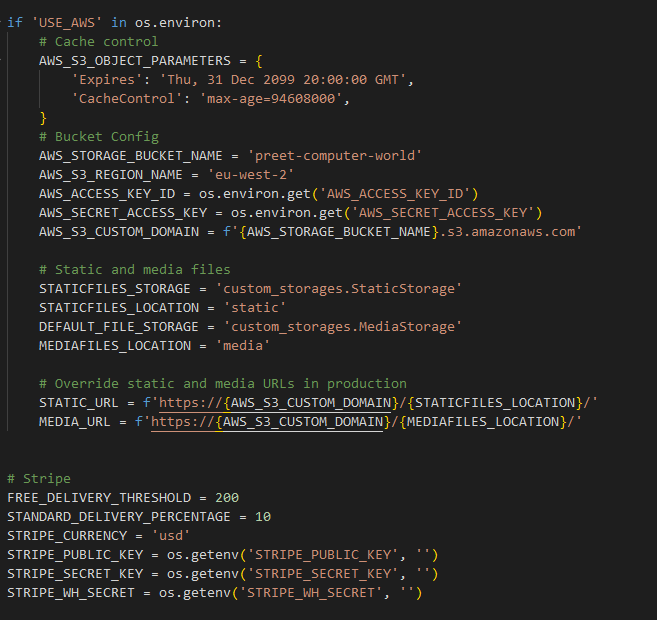 if 'USE_AWS' in os.environ:
    # Cache control
    AWS_S3_OBJECT_PARAMETERS = {
        'Expires': 'Thu, 31 Dec 2099 20:00:00 GMT',
        'CacheControl': 'max-age=94608000',
    }
    # Bucket Config
    AWS_STORAGE_BUCKET_NAME = 'preet-computer-world'
    AWS_S3_REGION_NAME = 'eu-west-2'
    AWS_ACCESS_KEY_ID = os.environ.get('AWS_ACCESS_KEY_ID')
    AWS_SECRET_ACCESS_KEY = os.environ.get('AWS_SECRET_ACCESS_KEY')
    AWS_S3_CUSTOM_DOMAIN = f'{AWS_STORAGE_BUCKET_NAME}.s3.amazonaws.com'

    # Static and media files
    STATICFILES_STORAGE = 'custom_storages.StaticStorage'
    STATICFILES_LOCATION = 'static'
    DEFAULT_FILE_STORAGE = 'custom_storages.MediaStorage'
    MEDIAFILES_LOCATION = 'media'

    # Override static and media URLs in production
    STATIC_URL = f'https://{AWS_S3_CUSTOM_DOMAIN}/{STATICFILES_LOCATION}/'
    MEDIA_URL = f'https://{AWS_S3_CUSTOM_DOMAIN}/{MEDIAFILES_LOCATION}/'


# Stripe
FREE_DELIVERY_THRESHOLD = 200
STANDARD_DELIVERY_PERCENTAGE = 10
STRIPE_CURRENCY = 'usd'
STRIPE_PUBLIC_KEY = os.getenv('STRIPE_PUBLIC_KEY', '')
STRIPE_SECRET_KEY = os.getenv('STRIPE_SECRET_KEY', '')
STRIPE_WH_SECRET = os.getenv('STRIPE_WH_SECRET', '')